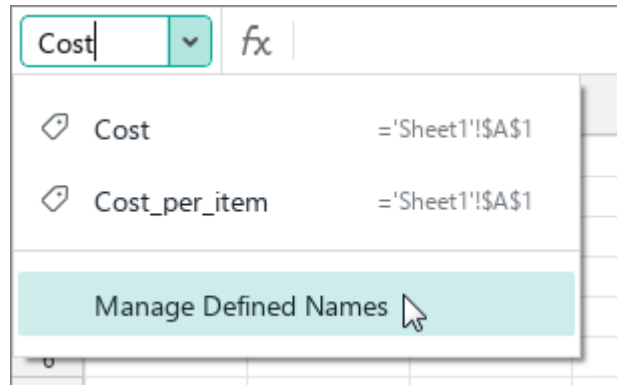 Cost fx
Cost ='Sheet1'!$A$1
Cost_per_item ='Sheet1'!$A$1
Manage Defined Names